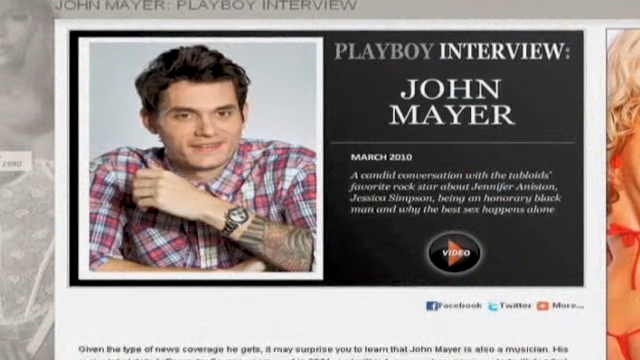 JOHN MAYER: PLAYBOY INTERVIEW
PLAYBOY INTERVIEW:
JOHN
MAYER
1980
MARCH 2010
A candid conversation with the tabloids'
favorite rock star about Jennifer Aniston,
Jessica Simpson, being an honorary black
man and why the best sex happens alone
VIDEO
Facebook Twitter More...
Given the type of news coverage he gets, it may surprise you to learn that John Mayer is also a musician. His